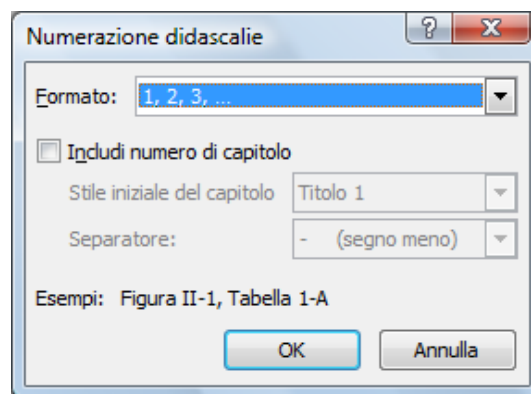 Numerazione didascalie
Formato: 1, 2, 3, ...
Includi numero di capitolo
Stile iniziale del capitolo Titolo 1
Separatore: - (segno meno)
Esempi: Figura II-1, Tabella 1-A
OK Annulla